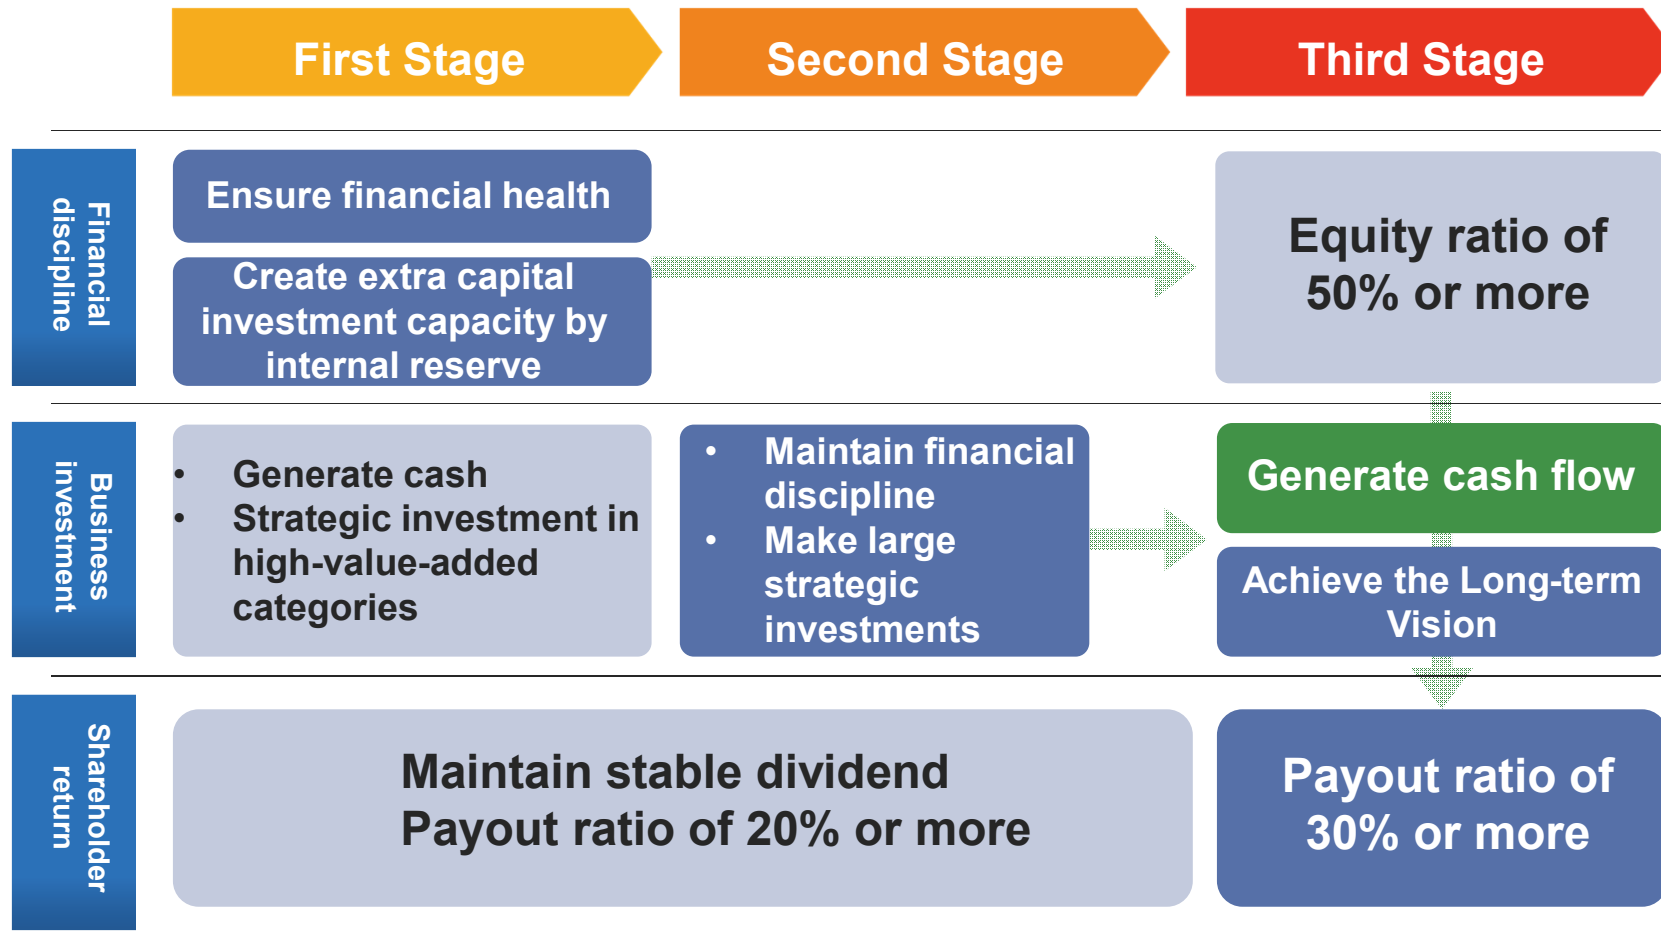 First Stage
Second Stage
Third Stage
Financial
discipline
Ensure financial health
Create extra capital
investment capacity by
internal reserve
Equity ratio of
50% or more
Business
investment
• Generate cash
• Strategic investment in
high-value-added
categories
• Maintain financial
discipline
• Make large
strategic
investments
Generate cash flow
Achieve the Long-term
Vision
Shareholder
return
Maintain stable dividend
Payout ratio of 20% or more
Payout ratio of
30% or more